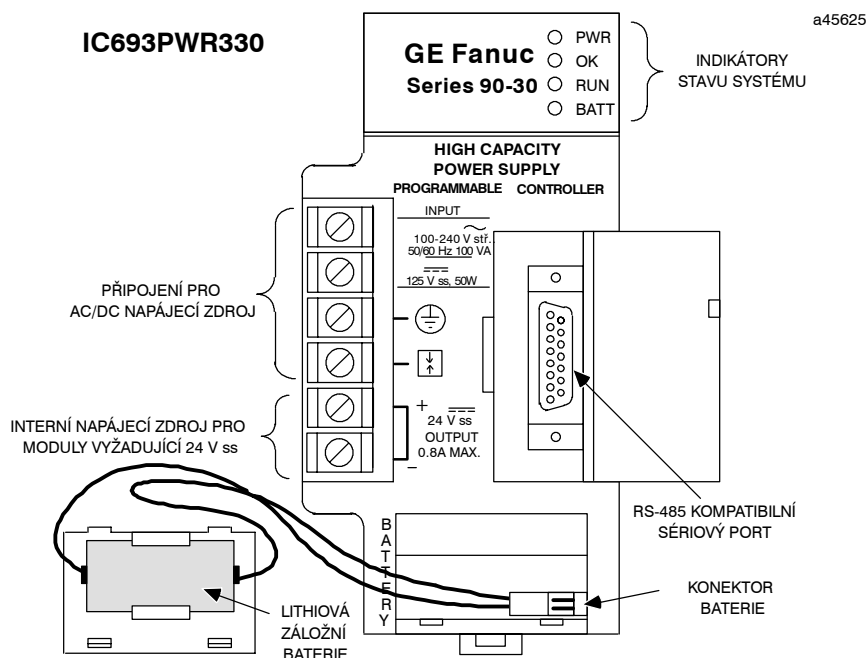 a45625
IC693PWR330
GE Fanuc
Series 90-30
PWR
OK
RUN
BATT
INDIKÁTORY
STAVU SYSTÉMU
HIGH CAPACITY
POWER SUPPLY
PROGRAMMABLE CONTROLLER
INPUT
100-240 V stř.
50/60 Hz 100 VA
125 V ss, 50W
PŘIPOJENÍ PRO
AC/DC NAPÁJECÍ ZDROJ
INTERNÍ NAPÁJECÍ ZDROJ PRO
MODULY VYŽADUJÍCÍ 24 V ss
+
24 V ss
OUTPUT
0.8A MAX.
–
RS-485 KOMPATIBILNÍ
SÉRIOVÝ PORT
BATTERY
KONEKTOR
BATERIE
LITHIOVÁ
ZÁLOŽNÍ
BATERIE